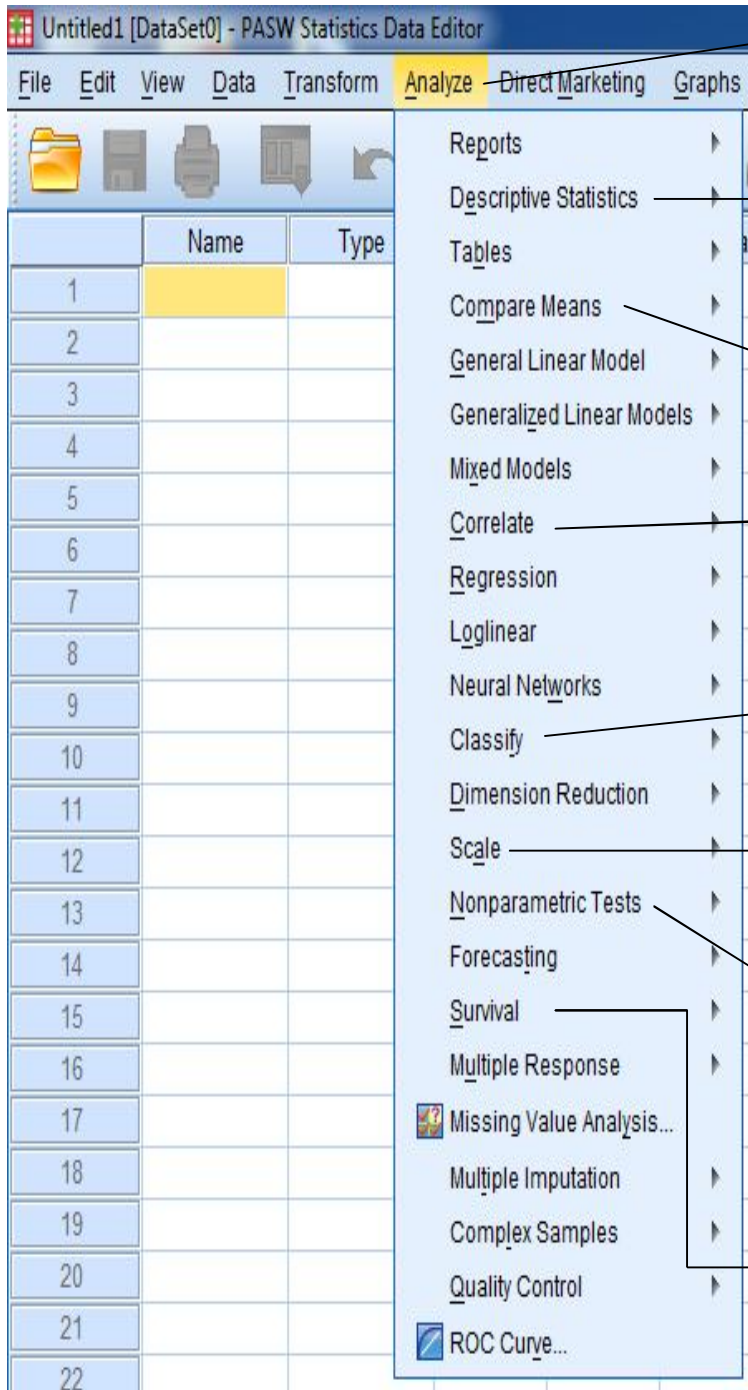 Untitled1 [DataSet0] - PASW Statistics Data Editor
File Edit View Data Transform Analyze Direct Marketing Graphs
Reports
Descriptive Statistics
Name Type
Tables
1
Compare Means
2
General Linear Model
3
Generalized Linear Models
4
Mixed Models
5
Correlate
6
Regression
7
Loglinear
8
Neural Networks
9
Classify
10
Dimension Reduction
11
Scale
12
Nonparametric Tests
13
Forecasting
14
Survival
15
Multiple Response
16
Missing Value Analysis...
17
Multiple Imputation
18
Complex Samples
19
Quality Control
20
ROC Curve...
21
22